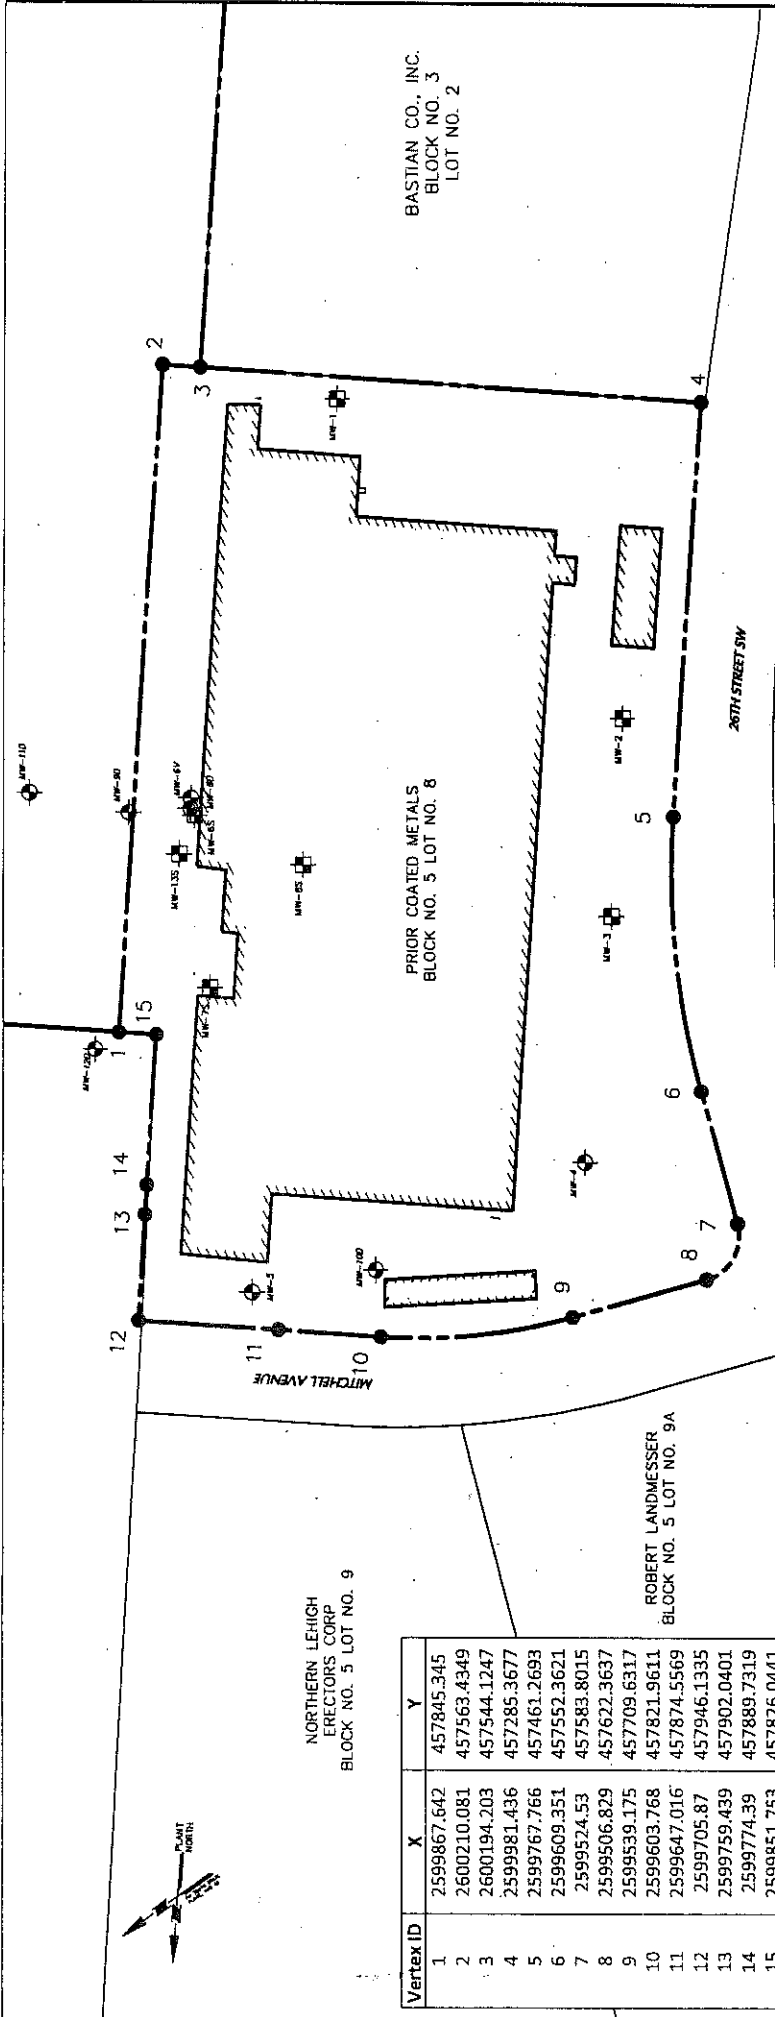 BASTIAN CO., INC.
BLOCK NO. 3
LOT NO. 2
2
3
4
5
6
7
8
9
10
11
12
13
14
15
1
MW-11D
MW-9D
MW-6V
MW-6S
MW-13S
MW-8S
MW-7S
MW-12D
MW-1
MW-2
MW-3
MW-4
MW-5
MW-10D
PRIOR COATED METALS
BLOCK NO. 5 LOT NO. 8
26TH STREET SW
MITCHELL AVENUE
NORTHERN LEHIGH
ERECTORS CORP
BLOCK NO. 5 LOT NO. 9
ROBERT LANDMESSER
BLOCK NO. 5 LOT NO. 9A
PLANT
NORTH
Vertex ID X Y
1 2599867.642 457845.345
2 2600210.081 457563.4349
3 2600194.203 457544.1247
4 2599981.436 457285.3677
5 2599767.766 457461.2693
6 2599609.351 457552.3621
7 2599524.53 457583.8015
8 2599506.829 457622.3637
9 2599539.175 457709.6317
10 2599603.768 457821.9611
11 2599647.016 457874.5569
12 2599705.87 457946.1335
13 2599759.439 457902.0401
14 2599774.39 457889.7319
15 2599851.753 457826.0441